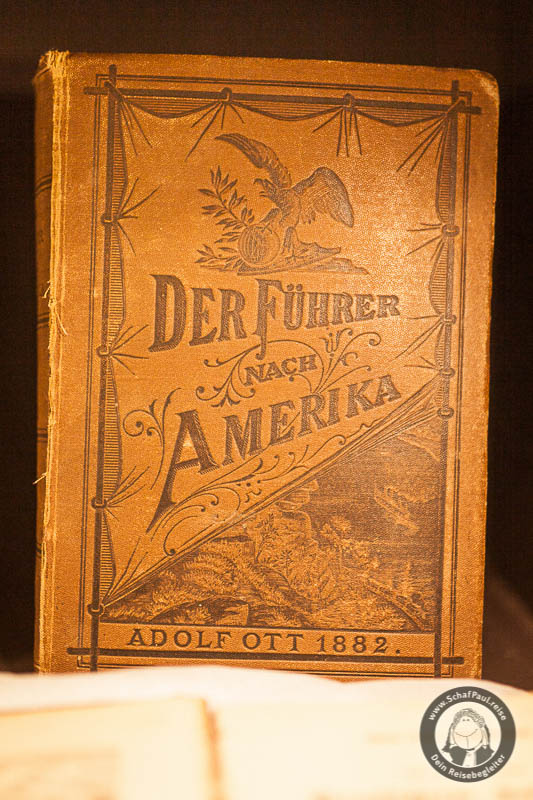 DER FÜHRER
NACH
AMERIKA
ADOLF OTT 1882.
www.SchafPaul.reise
Dein Reisebegleiter